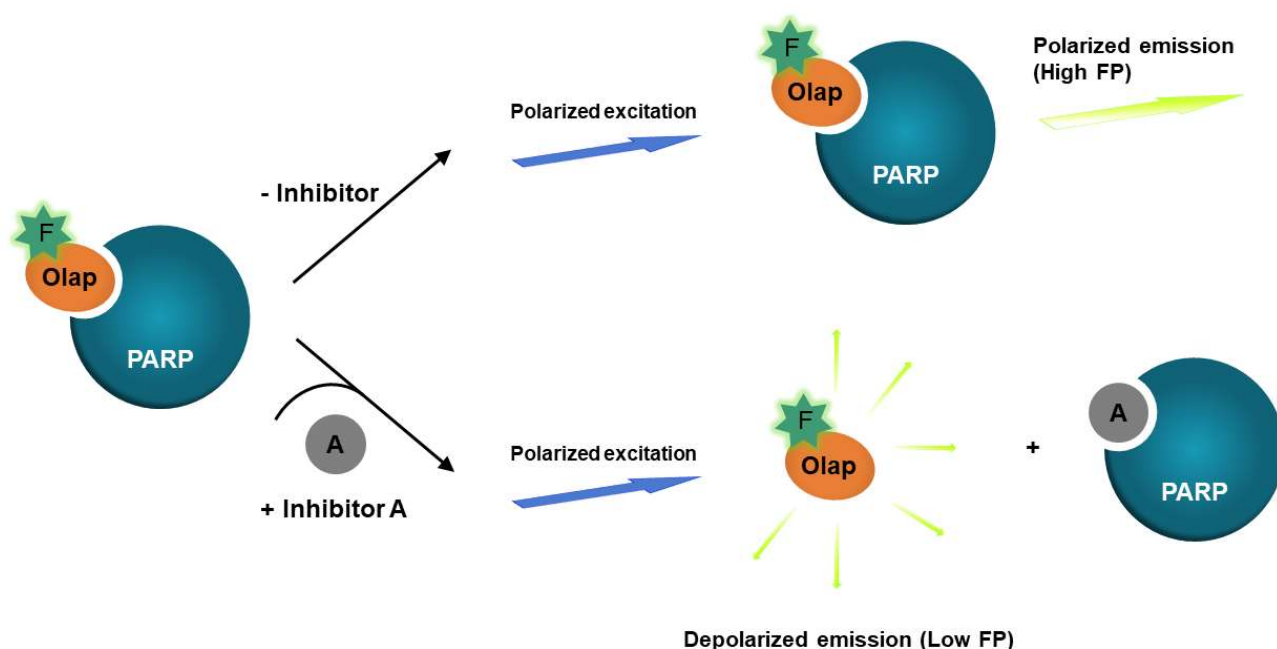 F
Olap
PARP
- Inhibitor
Polarized excitation
F
Olap
PARP
Polarized emission
(High FP)
A
+ Inhibitor A
Polarized excitation
F
Olap
+
A
PARP
Depolarized emission (Low FP)